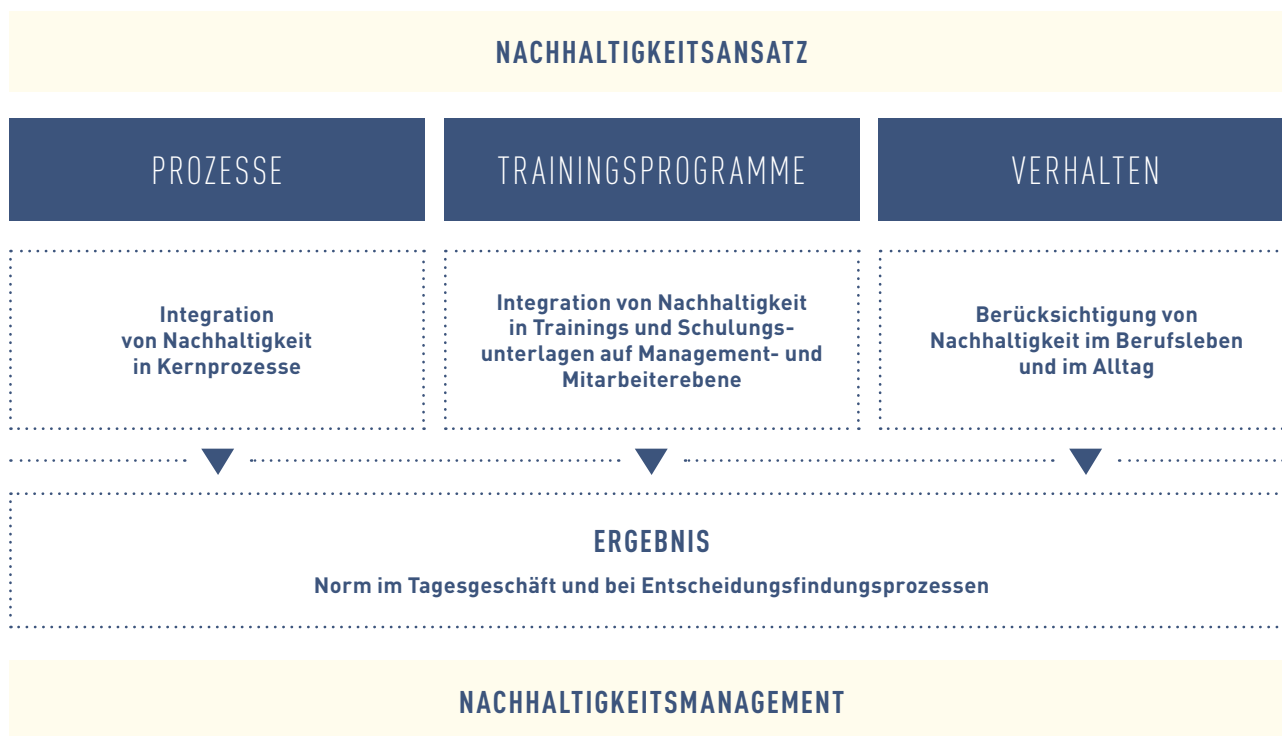 NACHHALTIGKEITSANSATZ
PROZESSE
TRAININGSPROGRAMME
VERHALTEN
Integration
von Nachhaltigkeit
in Kernprozesse
Integration von Nachhaltigkeit
in Trainings und Schulungs-
unterlagen auf Management- und
Mitarbeiterebene
Berücksichtigung von
Nachhaltigkeit im Berufsleben
und im Alltag
ERGEBNIS
Norm im Tagesgeschäft und bei Entscheidungsfindungsprozessen
NACHHALTIGKEITSMANAGEMENT